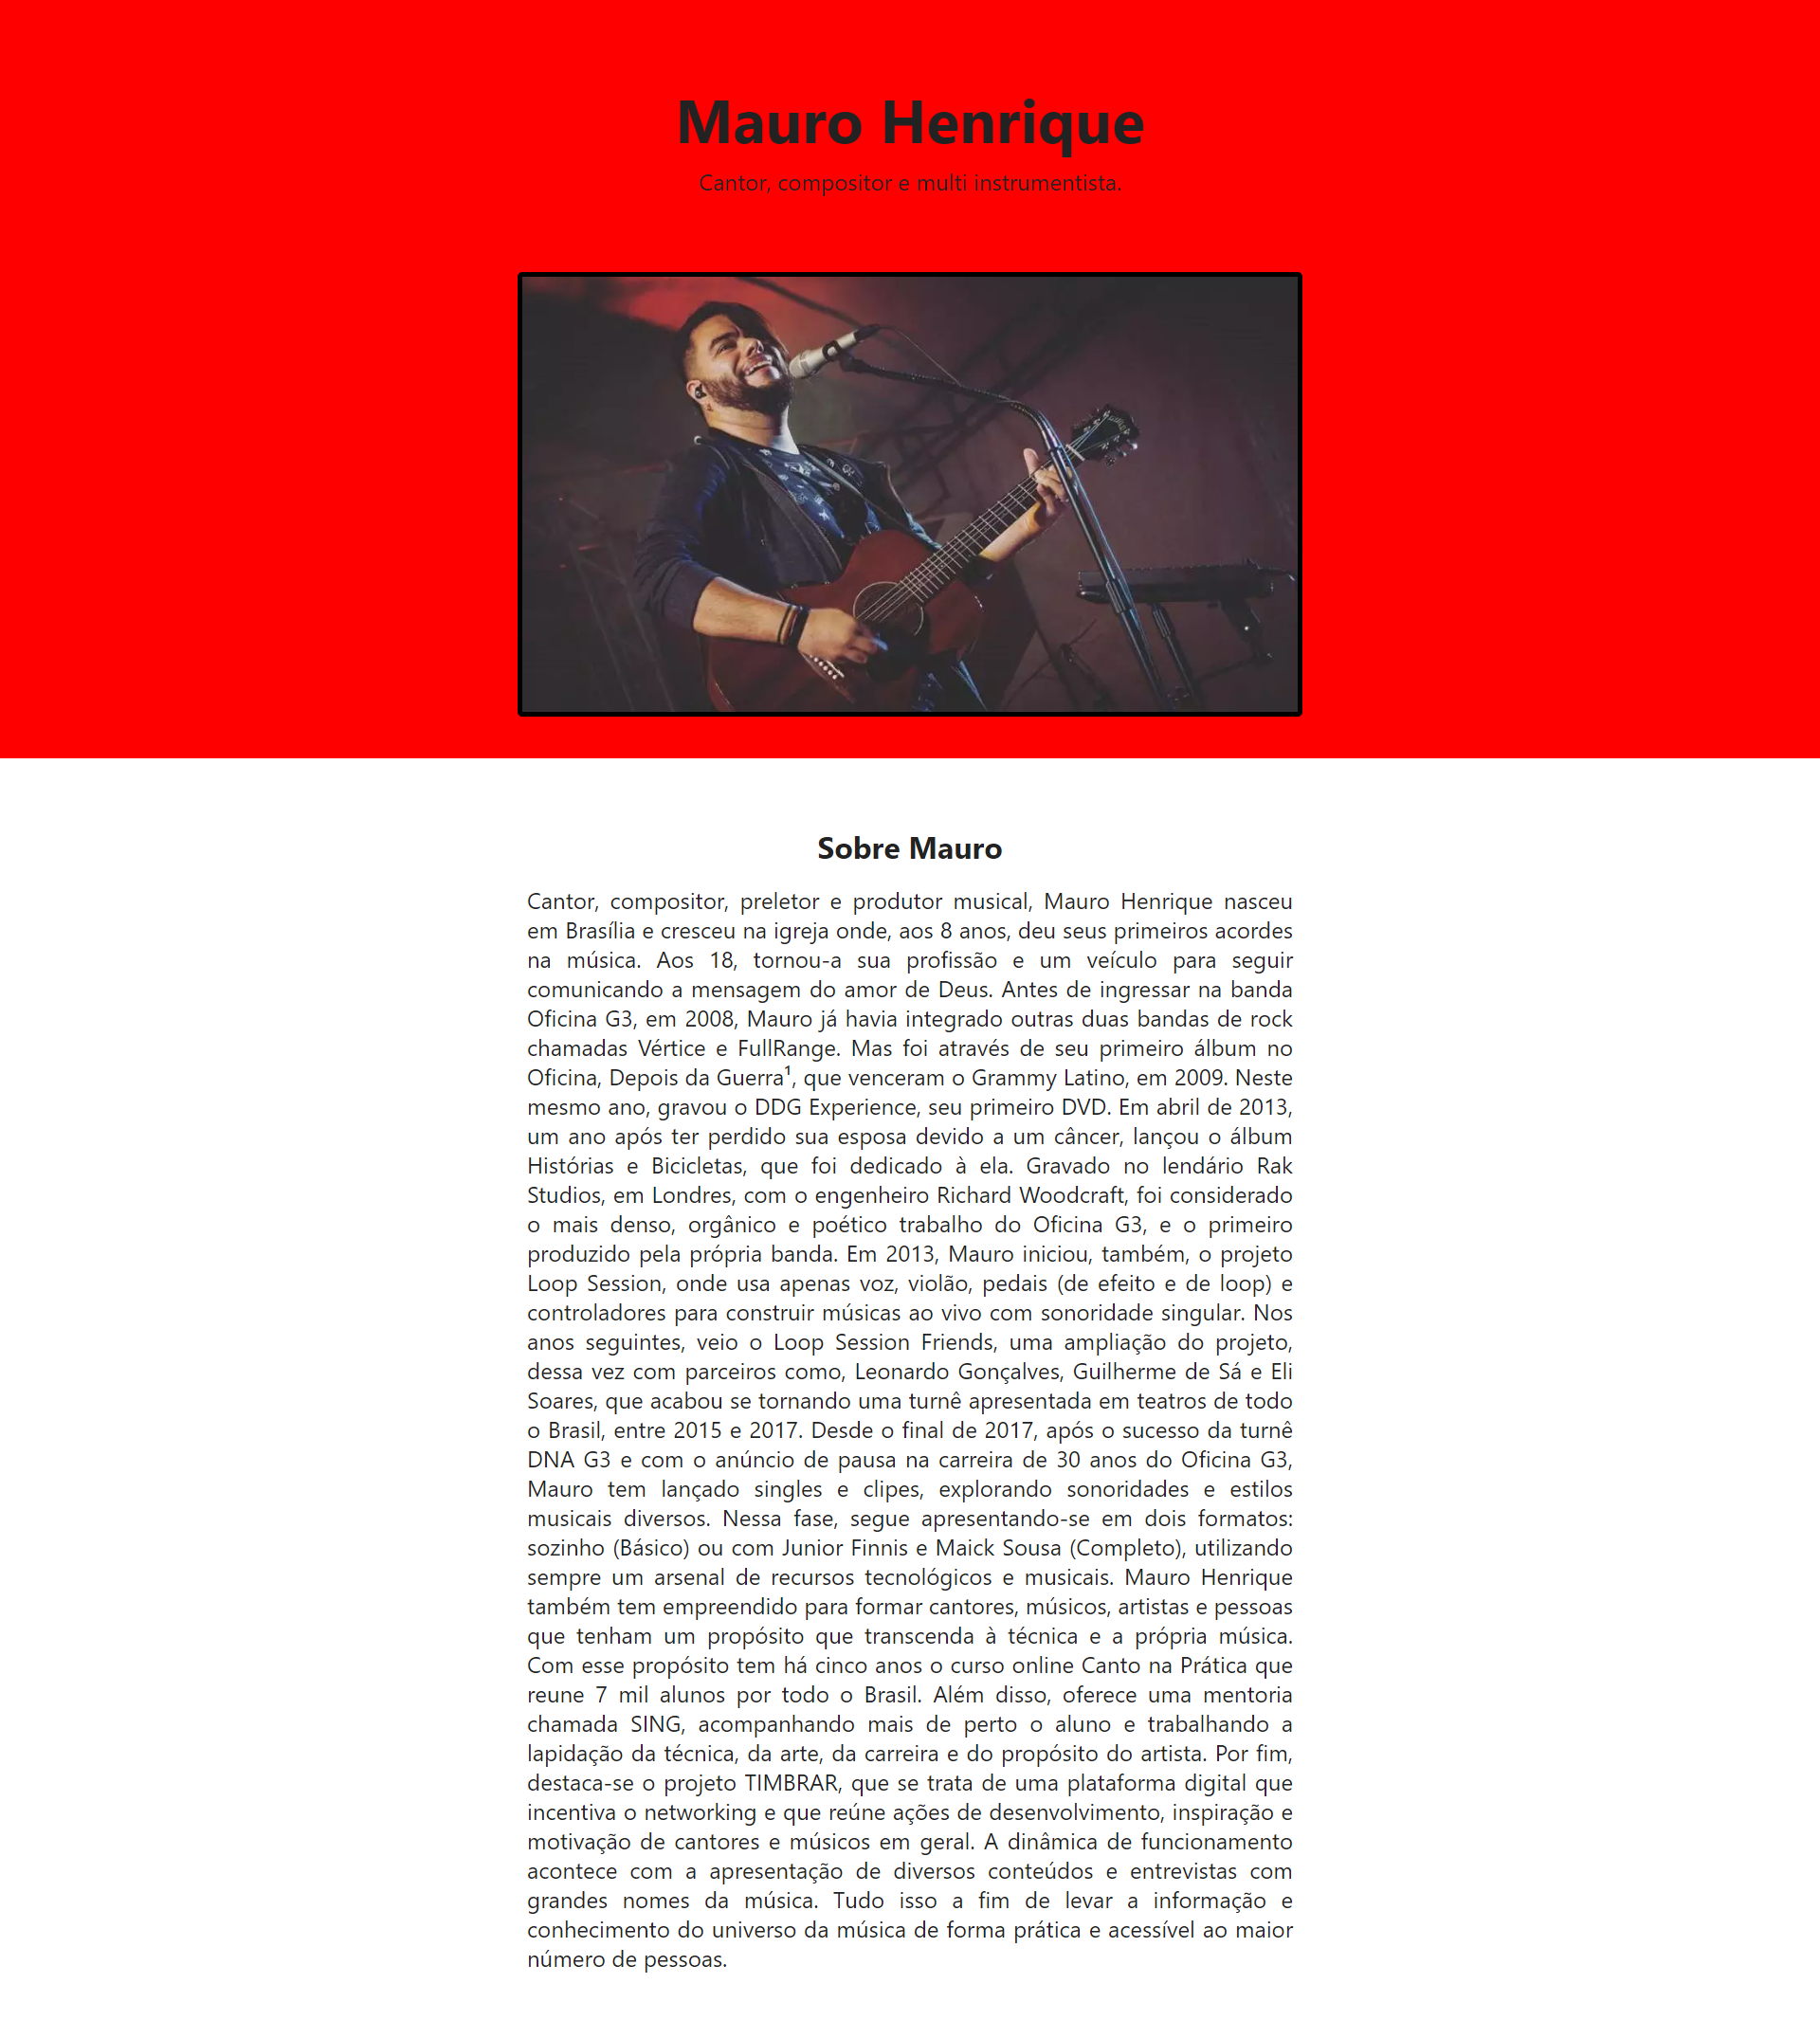 Mauro Henrique
Cantor, compositor e multi instrumentista.
Sobre Mauro
Cantor, compositor, preletor e produtor musical, Mauro Henrique nasceu
em Brasília e cresceu na igreja onde, aos 8 anos, deu seus primeiros acordes
na música. Aos 18, tornou-a sua profissão e um veículo para seguir
comunicando a mensagem do amor de Deus. Antes de ingressar na banda
Oficina G3, em 2008, Mauro já havia integrado outras duas bandas de rock
chamadas Vértice e FullRange. Mas foi através de seu primeiro álbum no
Oficina, Depois da Guerra¹, que venceram o Grammy Latino, em 2009. Neste
mesmo ano, gravou o DDG Experience, seu primeiro DVD. Em abril de 2013,
um ano após ter perdido sua esposa devido a um câncer, lançou o álbum
Histórias e Bicicletas, que foi dedicado à ela. Gravado no lendário Rak
Studios, em Londres, com o engenheiro Richard Woodcraft, foi considerado
o mais denso, orgânico e poético trabalho do Oficina G3, e o primeiro
produzido pela própria banda. Em 2013, Mauro iniciou, também, o projeto
Loop Session, onde usa apenas voz, violão, pedais (de efeito e de loop) e
controladores para construir músicas ao vivo com sonoridade singular. Nos
anos seguintes, veio o Loop Session Friends, uma ampliação do projeto,
dessa vez com parceiros como, Leonardo Gonçalves, Guilherme de Sá e Eli
Soares, que acabou se tornando uma turnê apresentada em teatros de todo
o Brasil, entre 2015 e 2017. Desde o final de 2017, após o sucesso da turnê
DNA G3 e com o anúncio de pausa na carreira de 30 anos do Oficina G3,
Mauro tem lançado singles e clipes, explorando sonoridades e estilos
musicais diversos. Nessa fase, segue apresentando-se em dois formatos:
sozinho (Básico) ou com Junior Finnis e Maick Sousa (Completo), utilizando
sempre um arsenal de recursos tecnológicos e musicais. Mauro Henrique
também tem empreendido para formar cantores, músicos, artistas e pessoas
que tenham um propósito que transcenda à técnica e a própria música.
Com esse propósito tem há cinco anos o curso online Canto na Prática que
reune 7 mil alunos por todo o Brasil. Além disso, oferece uma mentoria
chamada SING, acompanhando mais de perto o aluno e trabalhando a
lapidação da técnica, da arte, da carreira e do propósito do artista. Por fim,
destaca-se o projeto TIMBRAR, que se trata de uma plataforma digital que
incentiva o networking e que reúne ações de desenvolvimento, inspiração e
motivação de cantores e músicos em geral. A dinâmica de funcionamento
acontece com a apresentação de diversos conteúdos e entrevistas com
grandes nomes da música. Tudo isso a fim de levar a informação e
conhecimento do universo da música de forma prática e acessível ao maior
número de pessoas.